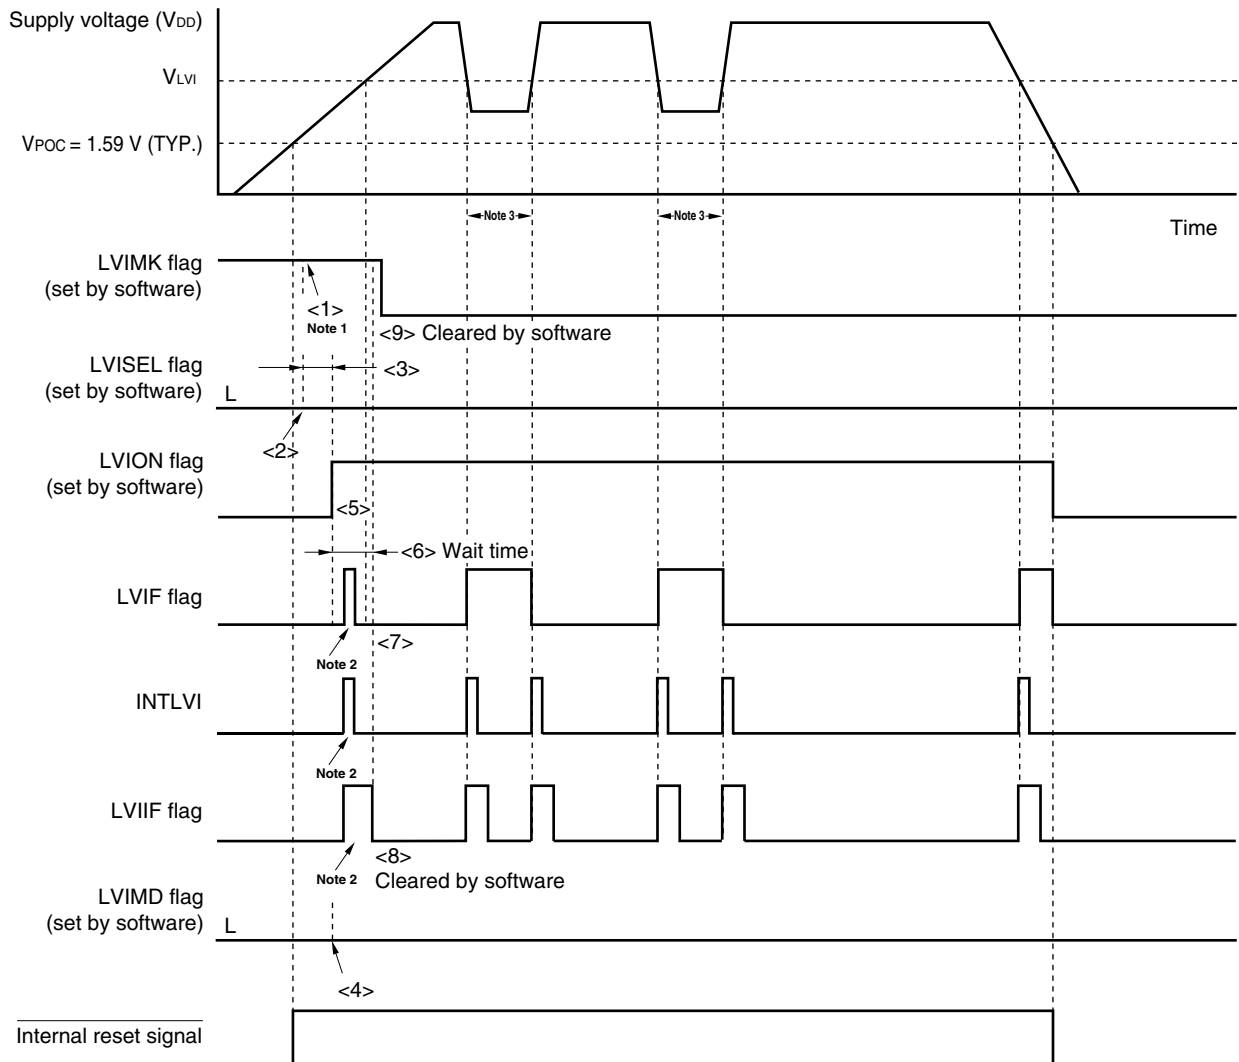 Supply voltage (VDD)
VLVI
VPOC = 1.59 V (TYP.)
Note 3
Note 3
Time
LVIMK flag
(set by software)
<1>
Note 1
<9> Cleared by software
LVISEL flag
(set by software)
L
<3>
<2>
LVION flag
(set by software)
<5>
<6> Wait time
LVIF flag
<7>
Note 2
INTLVI
Note 2
LVIIF flag
<8>
Note 2
Cleared by software
LVIMD flag
(set by software)
L
<4>
Internal reset signal